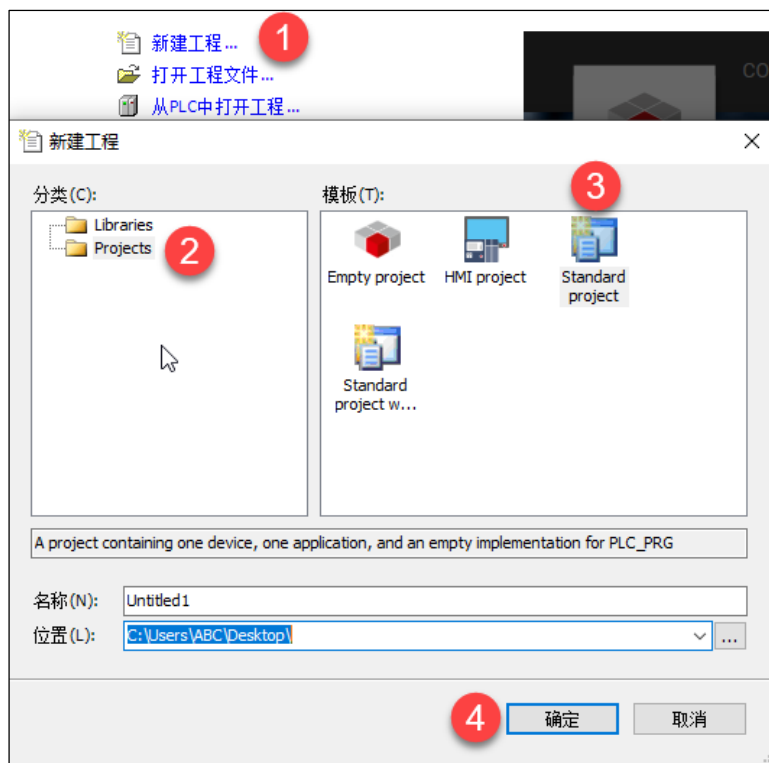 新建工程... 1
打开工程文件...
从PLC中打开工程...
CO
新建工程
分类(C):
模板(T):
3
Libraries
Projects 2
Empty project
HMI project
Standard
project
Standard
project w...
A project containing one device, one application, and an empty implementation for PLC_PRG
名称(N): Untitled1
位置(L): C:\Users\ABC\Desktop\ ...
4 确定 取消